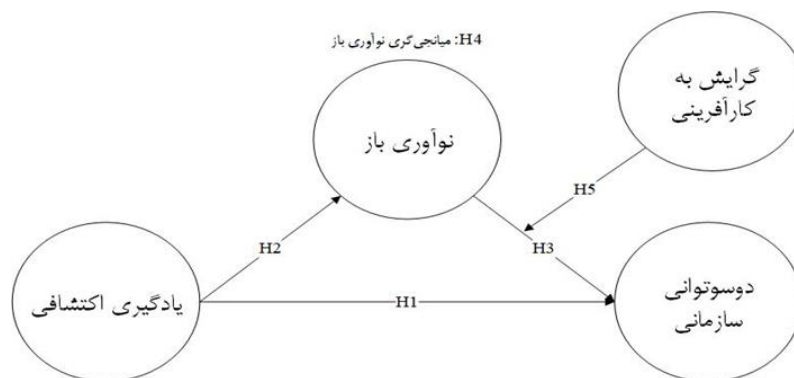 H4: میانجی‌گری نوآوری باز
گرایش به
کارآفرینی
نوآوری باز
H5
H2
H3
یادگیری اکتشافی
H1
دوسوتوانی
سازمانی